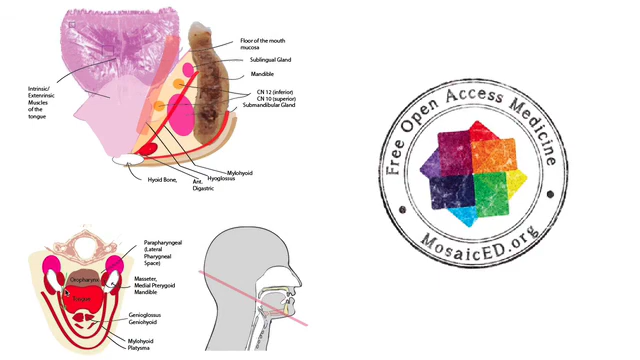 Floor of the mouth
mucosa
Sublingual Gland
Mandible
CN 12 (inferior)
CN 10 (superior)
Submandibular Gland
Intrinsic/
Extenrinsic
Muscles
of the
tongue
Mylohyoid
Hyoglossus
Ant.
Digastric
Hyoid Bone,
Parapharyngeal
(Lateral
Pharygneal
Space)
Oropharynx
Masseter,
Medial Pterygoid
Mandible
Tongue
Genioglossus
Geniohyoid
Mylohyoid
Platysma
Free Open Access Medicine
MosaicED.org